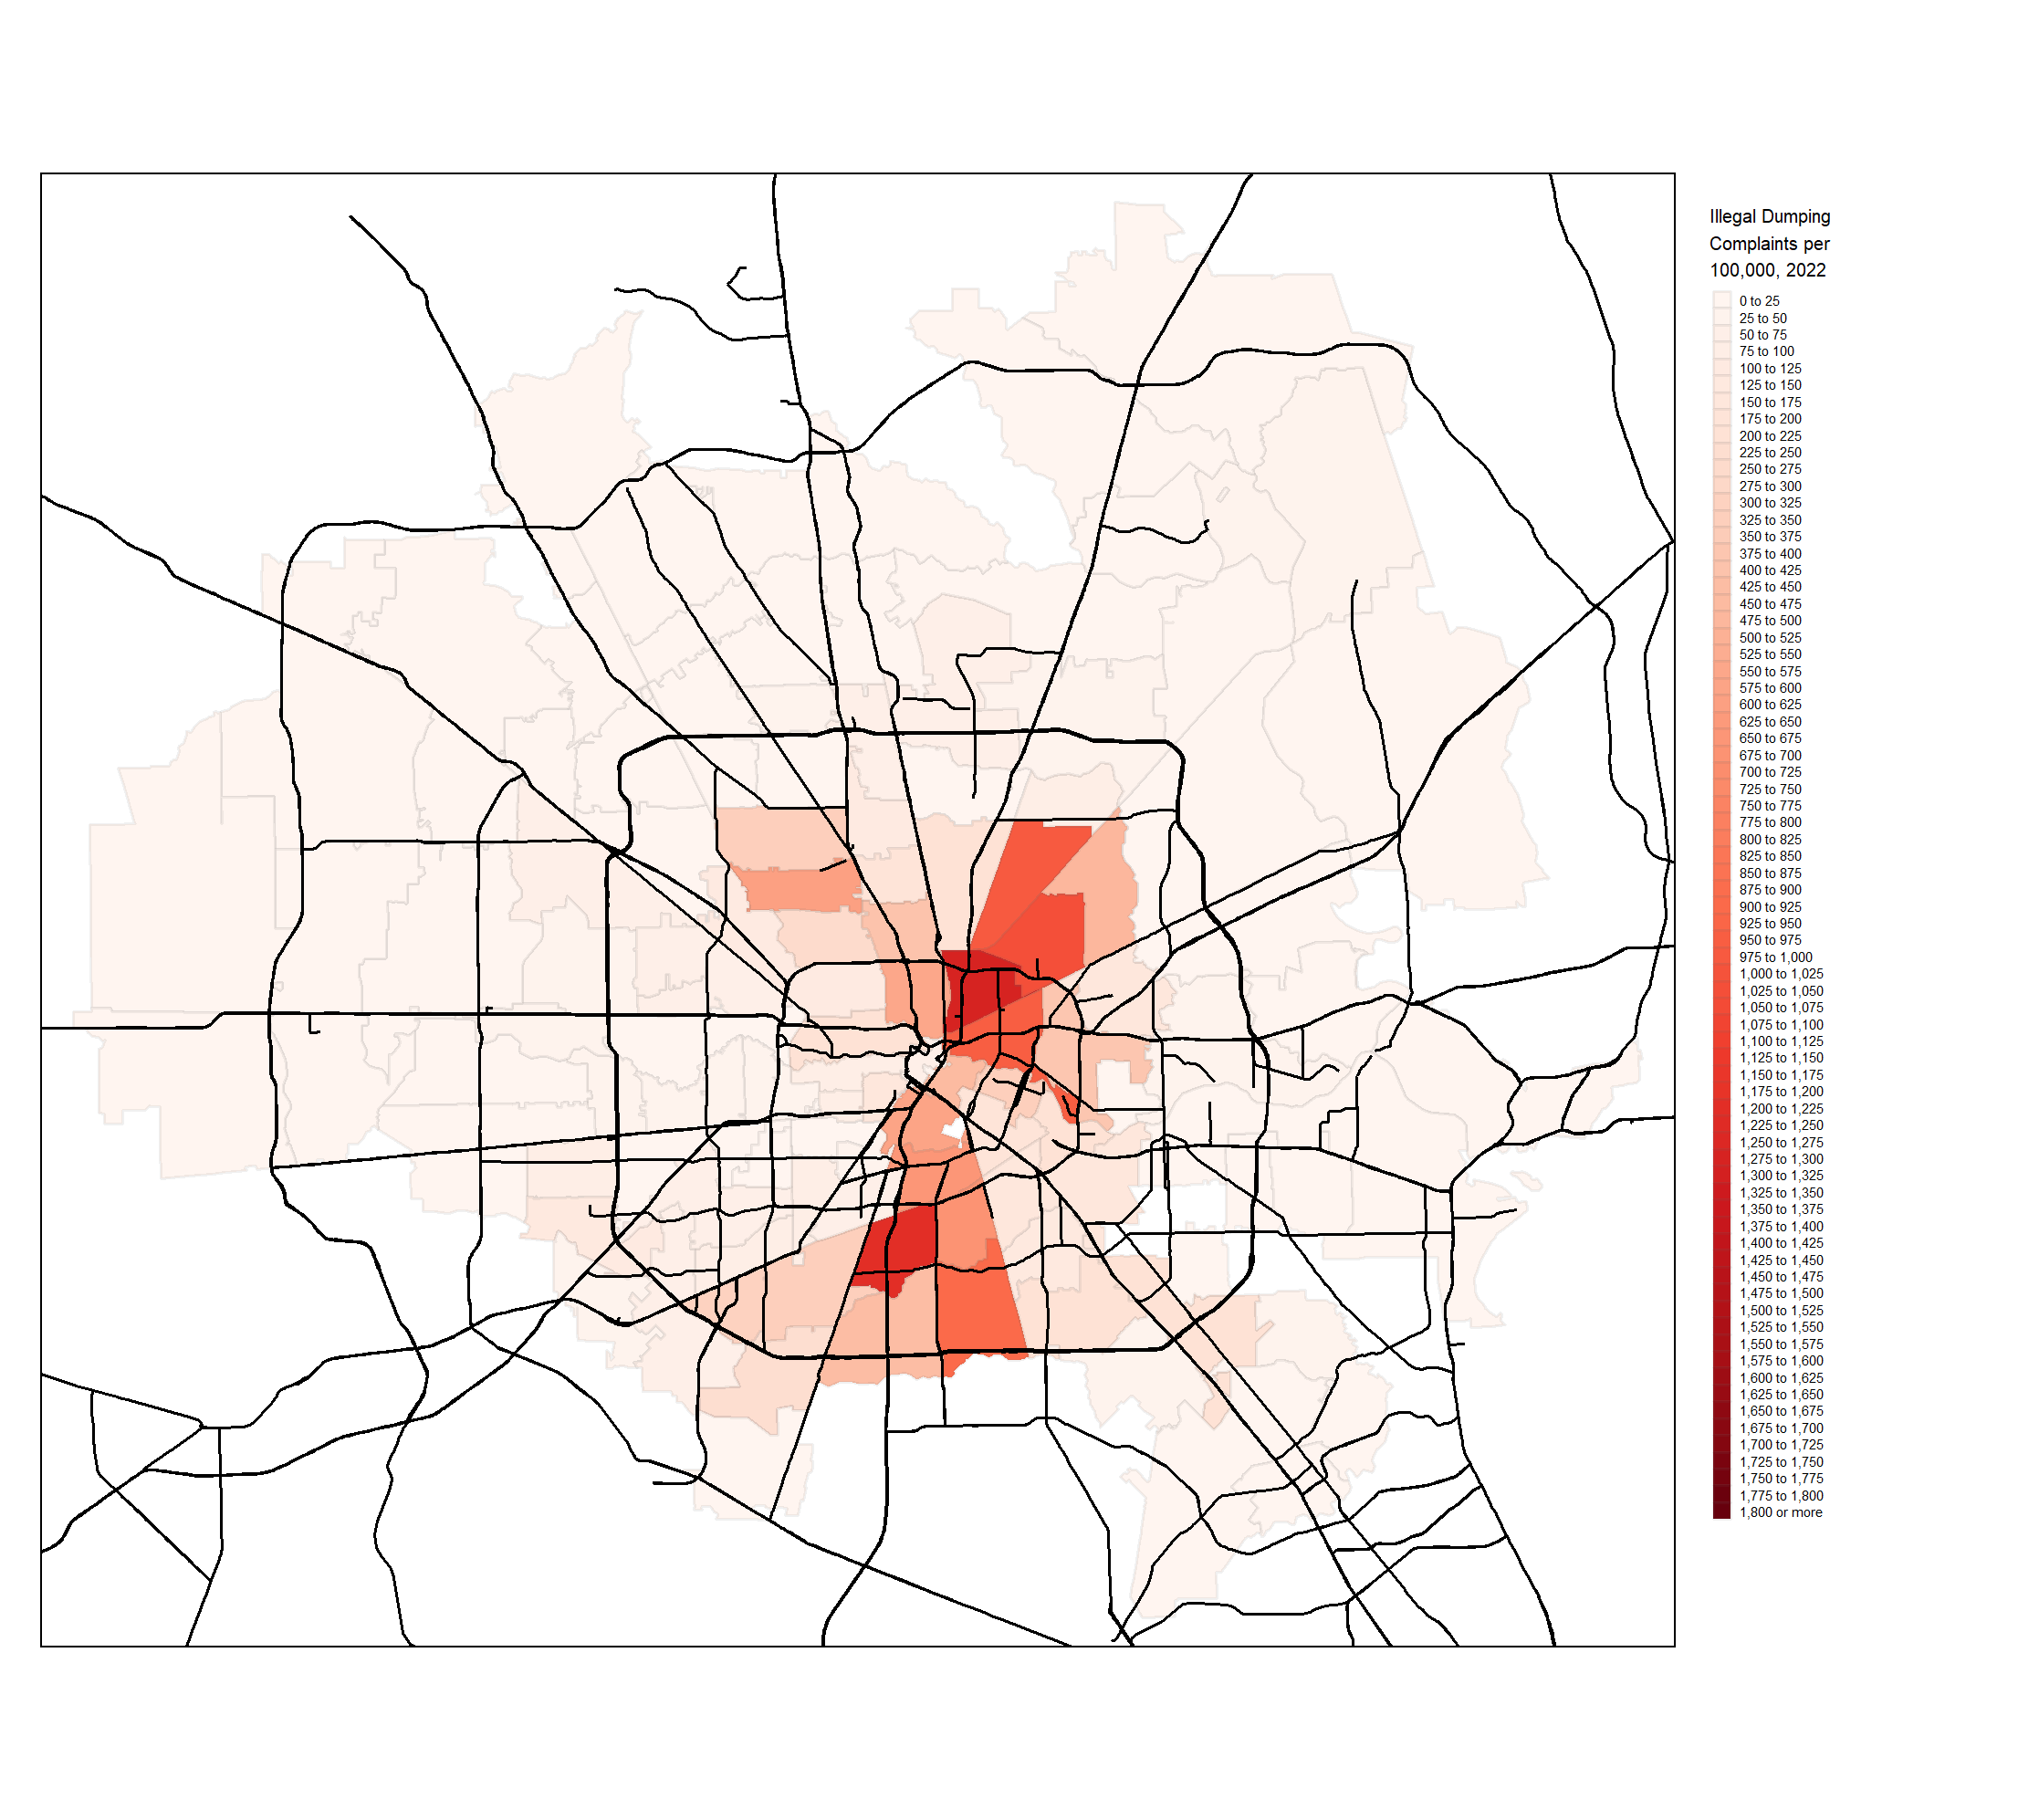 Illegal Dumping
Complaints per
100,000, 2022
0 to 25
25 to 50
50 to 75
75 to 100
100 to 125
125 to 150
150 to 175
175 to 200
200 to 225
225 to 250
250 to 275
275 to 300
300 to 325
325 to 350
350 to 375
375 to 400
400 to 425
425 to 450
450 to 475
475 to 500
500 to 525
525 to 550
550 to 575
575 to 600
600 to 625
625 to 650
650 to 675
675 to 700
700 to 725
725 to 750
750 to 775
775 to 800
800 to 825
825 to 850
850 to 875
875 to 900
900 to 925
925 to 950
950 to 975
975 to 1,000
1,000 to 1,025
1,025 to 1,050
1,050 to 1,075
1,075 to 1,100
1,100 to 1,125
1,125 to 1,150
1,150 to 1,175
1,175 to 1,200
1,200 to 1,225
1,225 to 1,250
1,250 to 1,275
1,275 to 1,300
1,300 to 1,325
1,325 to 1,350
1,350 to 1,375
1,375 to 1,400
1,400 to 1,425
1,425 to 1,450
1,450 to 1,475
1,475 to 1,500
1,500 to 1,525
1,525 to 1,550
1,550 to 1,575
1,575 to 1,600
1,600 to 1,625
1,625 to 1,650
1,650 to 1,675
1,675 to 1,700
1,700 to 1,725
1,725 to 1,750
1,750 to 1,775
1,775 to 1,800
1,800 or more